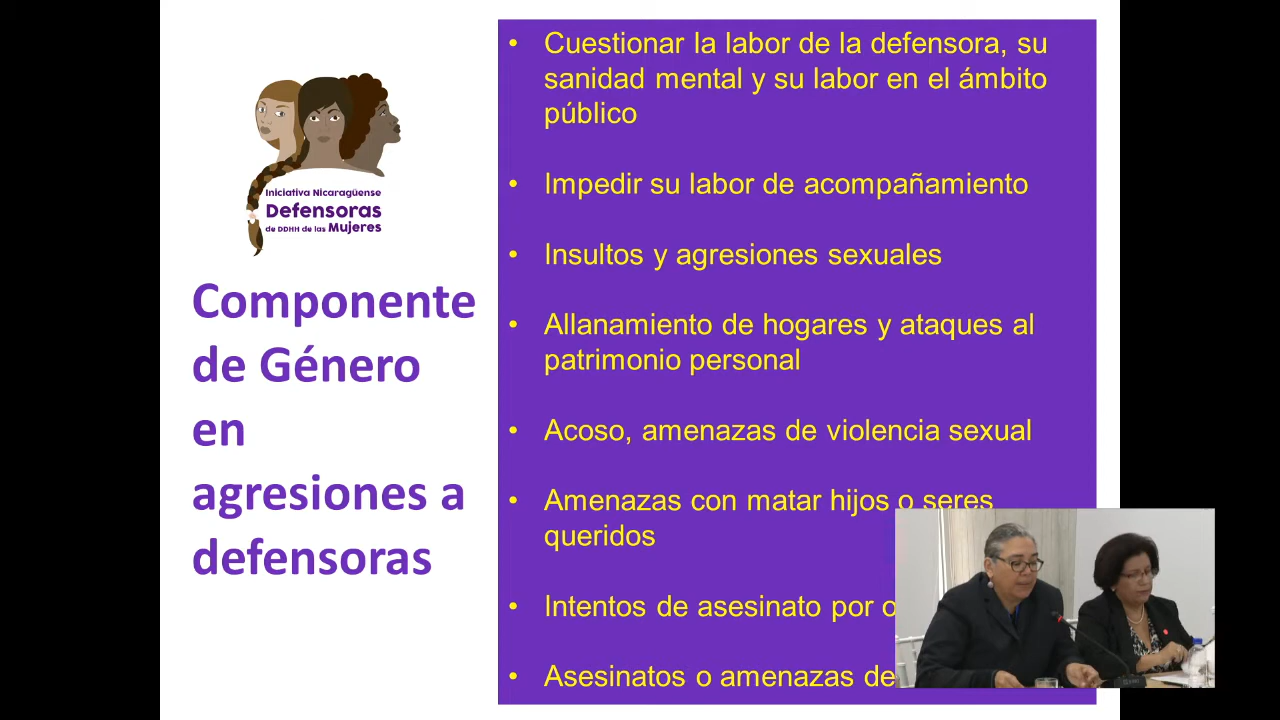 Iniciativa Nicaragüense
Defensoras
de DDHH de las Mujeres
Componente
de Género
en
agresiones a
defensoras
• Cuestionar la labor de la defensora, su
sanidad mental y su labor en el ámbito
público
• Impedir su labor de acompañamiento
• Insultos y agresiones sexuales
• Allanamiento de hogares y ataques al
patrimonio personal
• Acoso, amenazas de violencia sexual
• Amenazas con matar hijos o seres
queridos
• Intentos de asesinato por
• Asesinatos o amenazas de